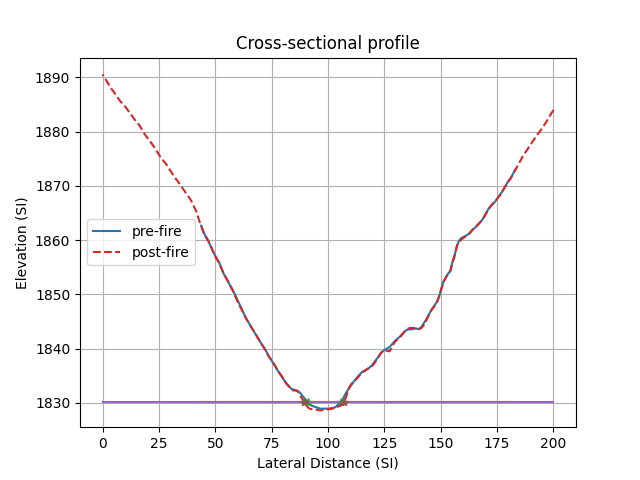 Cross-sectional profile
Elevation (SI)
1890
1880
1870
1860
1850
1840
1830
pre-fire
post-fire
0 25 50 75 100 125 150 175 200
Lateral Distance (SI)